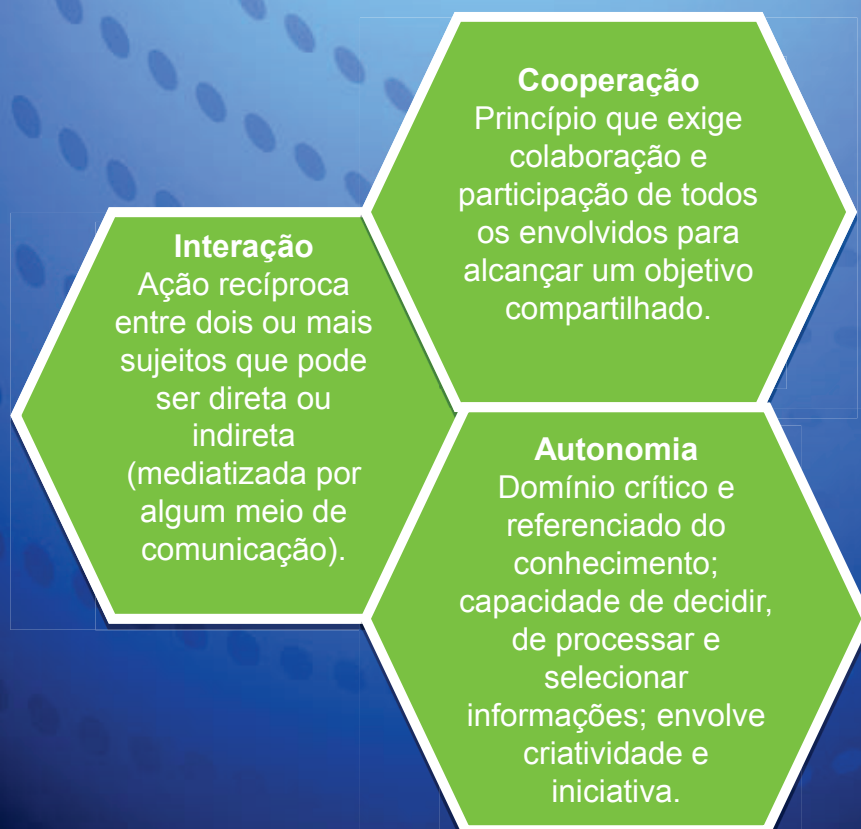 Cooperação
Princípio que exige
colaboração e
participação de todos
os envolvidos para
alcançar um objetivo
compartilhado.
Interação
Ação recíproca
entre dois ou mais
sujeitos que pode
ser direta ou
indireta
(mediatizada por
algum meio de
comunicação).
Autonomia
Domínio crítico e
referenciado do
conhecimento;
capacidade de decidir,
de processar e
selecionar
informações; envolve
criatividade e
iniciativa.